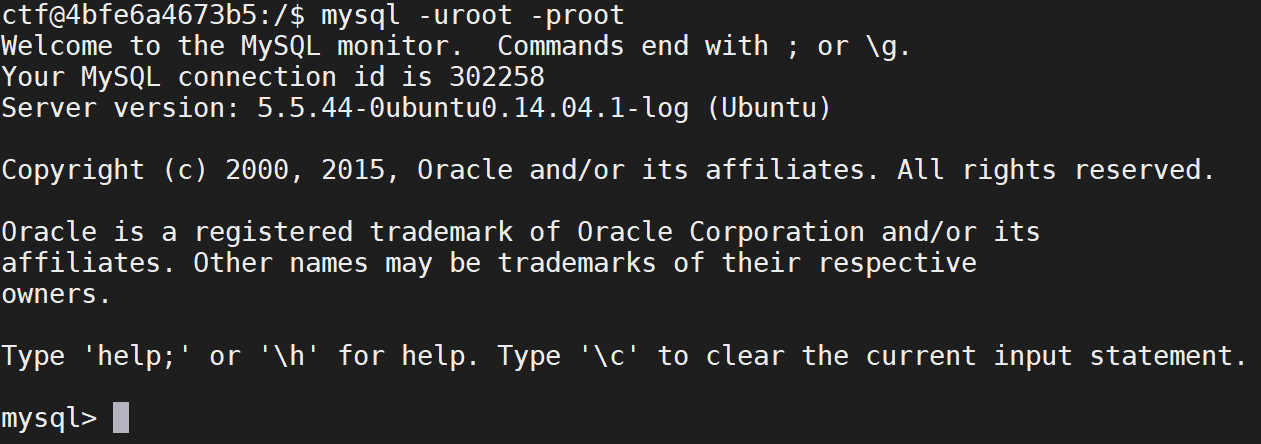 ctf@4bfe6a4673b5:/$ mysql -uroot -proot
Welcome to the MySQL monitor.  Commands end with ; or \g.
Your MySQL connection id is 302258
Server version: 5.5.44-0ubuntu0.14.04.1-log (Ubuntu)
Copyright (c) 2000, 2015, Oracle and/or its affiliates. All rights reserved.
Oracle is a registered trademark of Oracle Corporation and/or its
affiliates. Other names may be trademarks of their respective
owners.
Type 'help;' or '\h' for help. Type '\c' to clear the current input statement.
mysql>